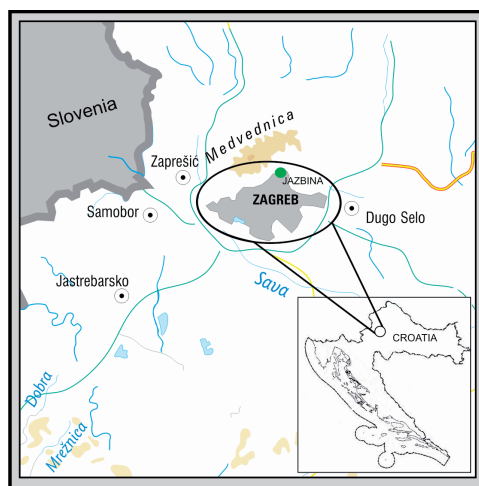 Slovenia
Medvednica
Zaprešić
JAZBINA
ZAGREB
Samobor
Dugo Selo
Sava
Jastrebarsko
CROATIA
Dobra
Mrežnica